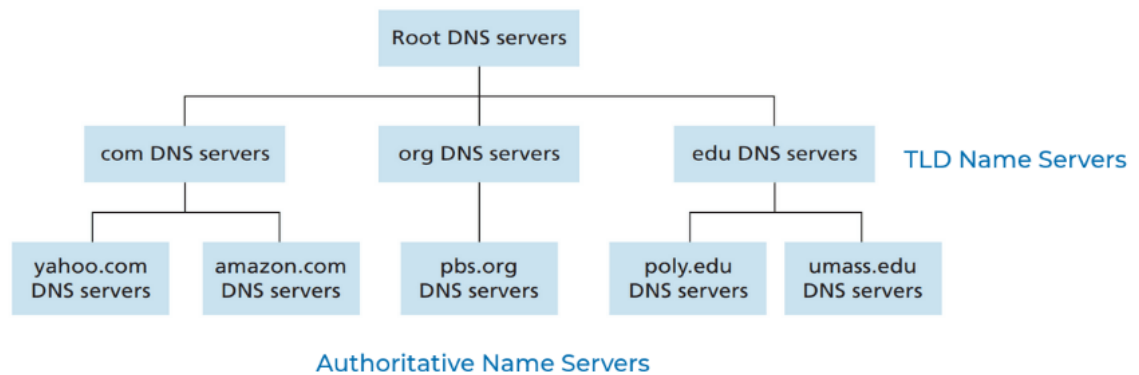 Root DNS servers
com DNS servers
org DNS servers
edu DNS servers
TLD Name Servers
yahoo.com
DNS servers
amazon.com
DNS servers
pbs.org
DNS servers
poly.edu
DNS servers
umass.edu
DNS servers
Authoritative Name Servers